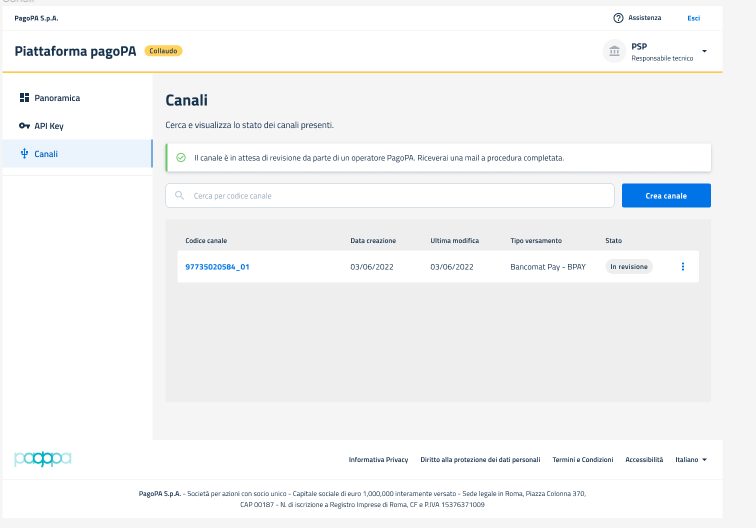 PagoPA S.p.A.
Assistenza
Esci
Piattaforma pagoPA
Collaudo
PSP
Responsabile tecnico
Panoramica
API Key
Canali
Canali
Cerca e visualizza lo stato dei canali presenti.
Il canale è in attesa di revisione da parte di un operatore PagoPA. Riceverai una mail a procedura completata.
Cerca per codice canale
Crea canale
Codice canale Data creazione Ultima modifica Tipo versamento Stato
97735020584_01 03/06/2022 03/06/2022 Bancomat Pay - BPAY In revisione
pagopa
Informativa Privacy Diritto alla protezione dei dati personali Termini e Condizioni Accessibilità Italiano
PagoPA S.p.A. - Società per azioni con socio unico - Capitale sociale di euro 1,000,000 interamente versato - Sede legale in Roma, Piazza Colonna 370,
CAP 00187 - N. di iscrizione a Registro Imprese di Roma, CF e P.IVA 15376371009